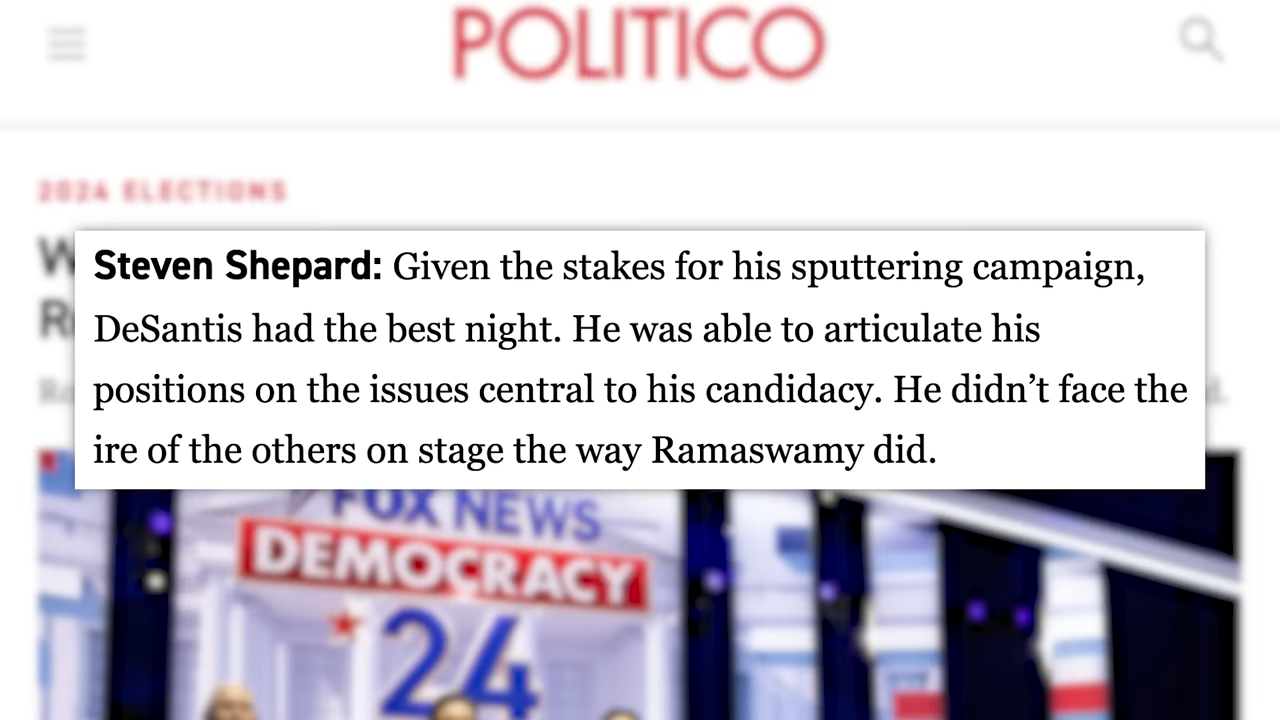 POLITICO
2024 ELECTIONS
Steven Shepard: Given the stakes for his sputtering campaign,
DeSantis had the best night. He was able to articulate his
positions on the issues central to his candidacy. He didn’t face the
ire of the others on stage the way Ramaswamy did.
FOX NEWS
DEMOCRACY
24